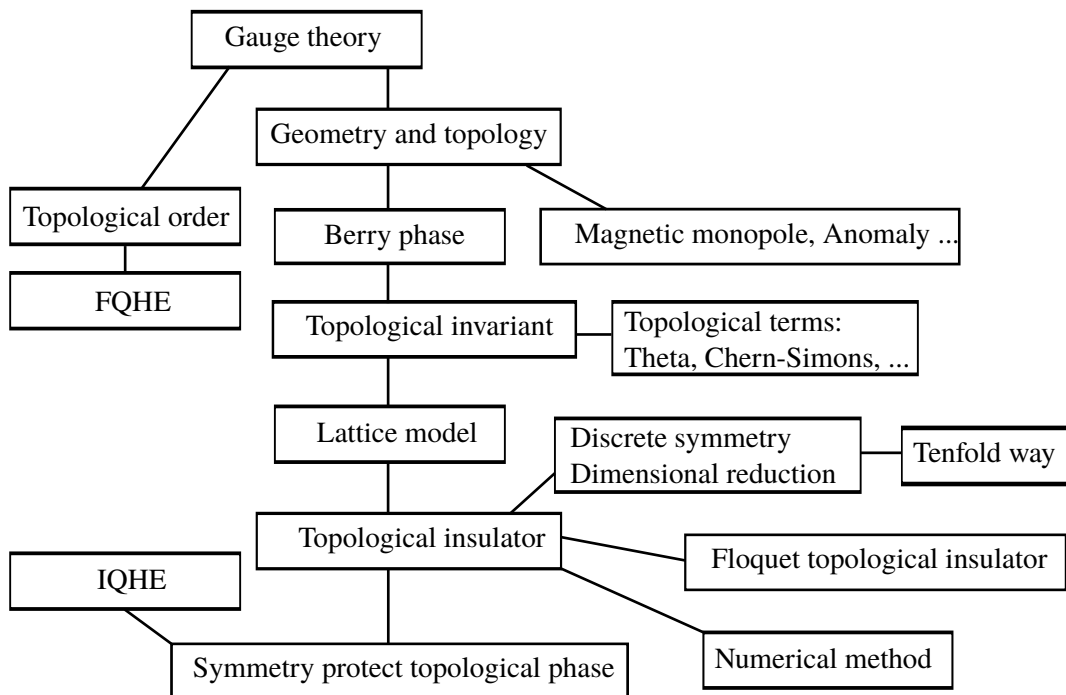 Gauge theory
Geometry and topology
Topological order
Berry phase
Magnetic monopole, Anomaly ...
FQHE
Topological invariant
Topological terms:
Theta, Chern-Simons, ...
Lattice model
Discrete symmetry
Dimensional reduction
Tenfold way
Topological insulator
Floquet topological insulator
IQHE
Symmetry protect topological phase
Numerical method